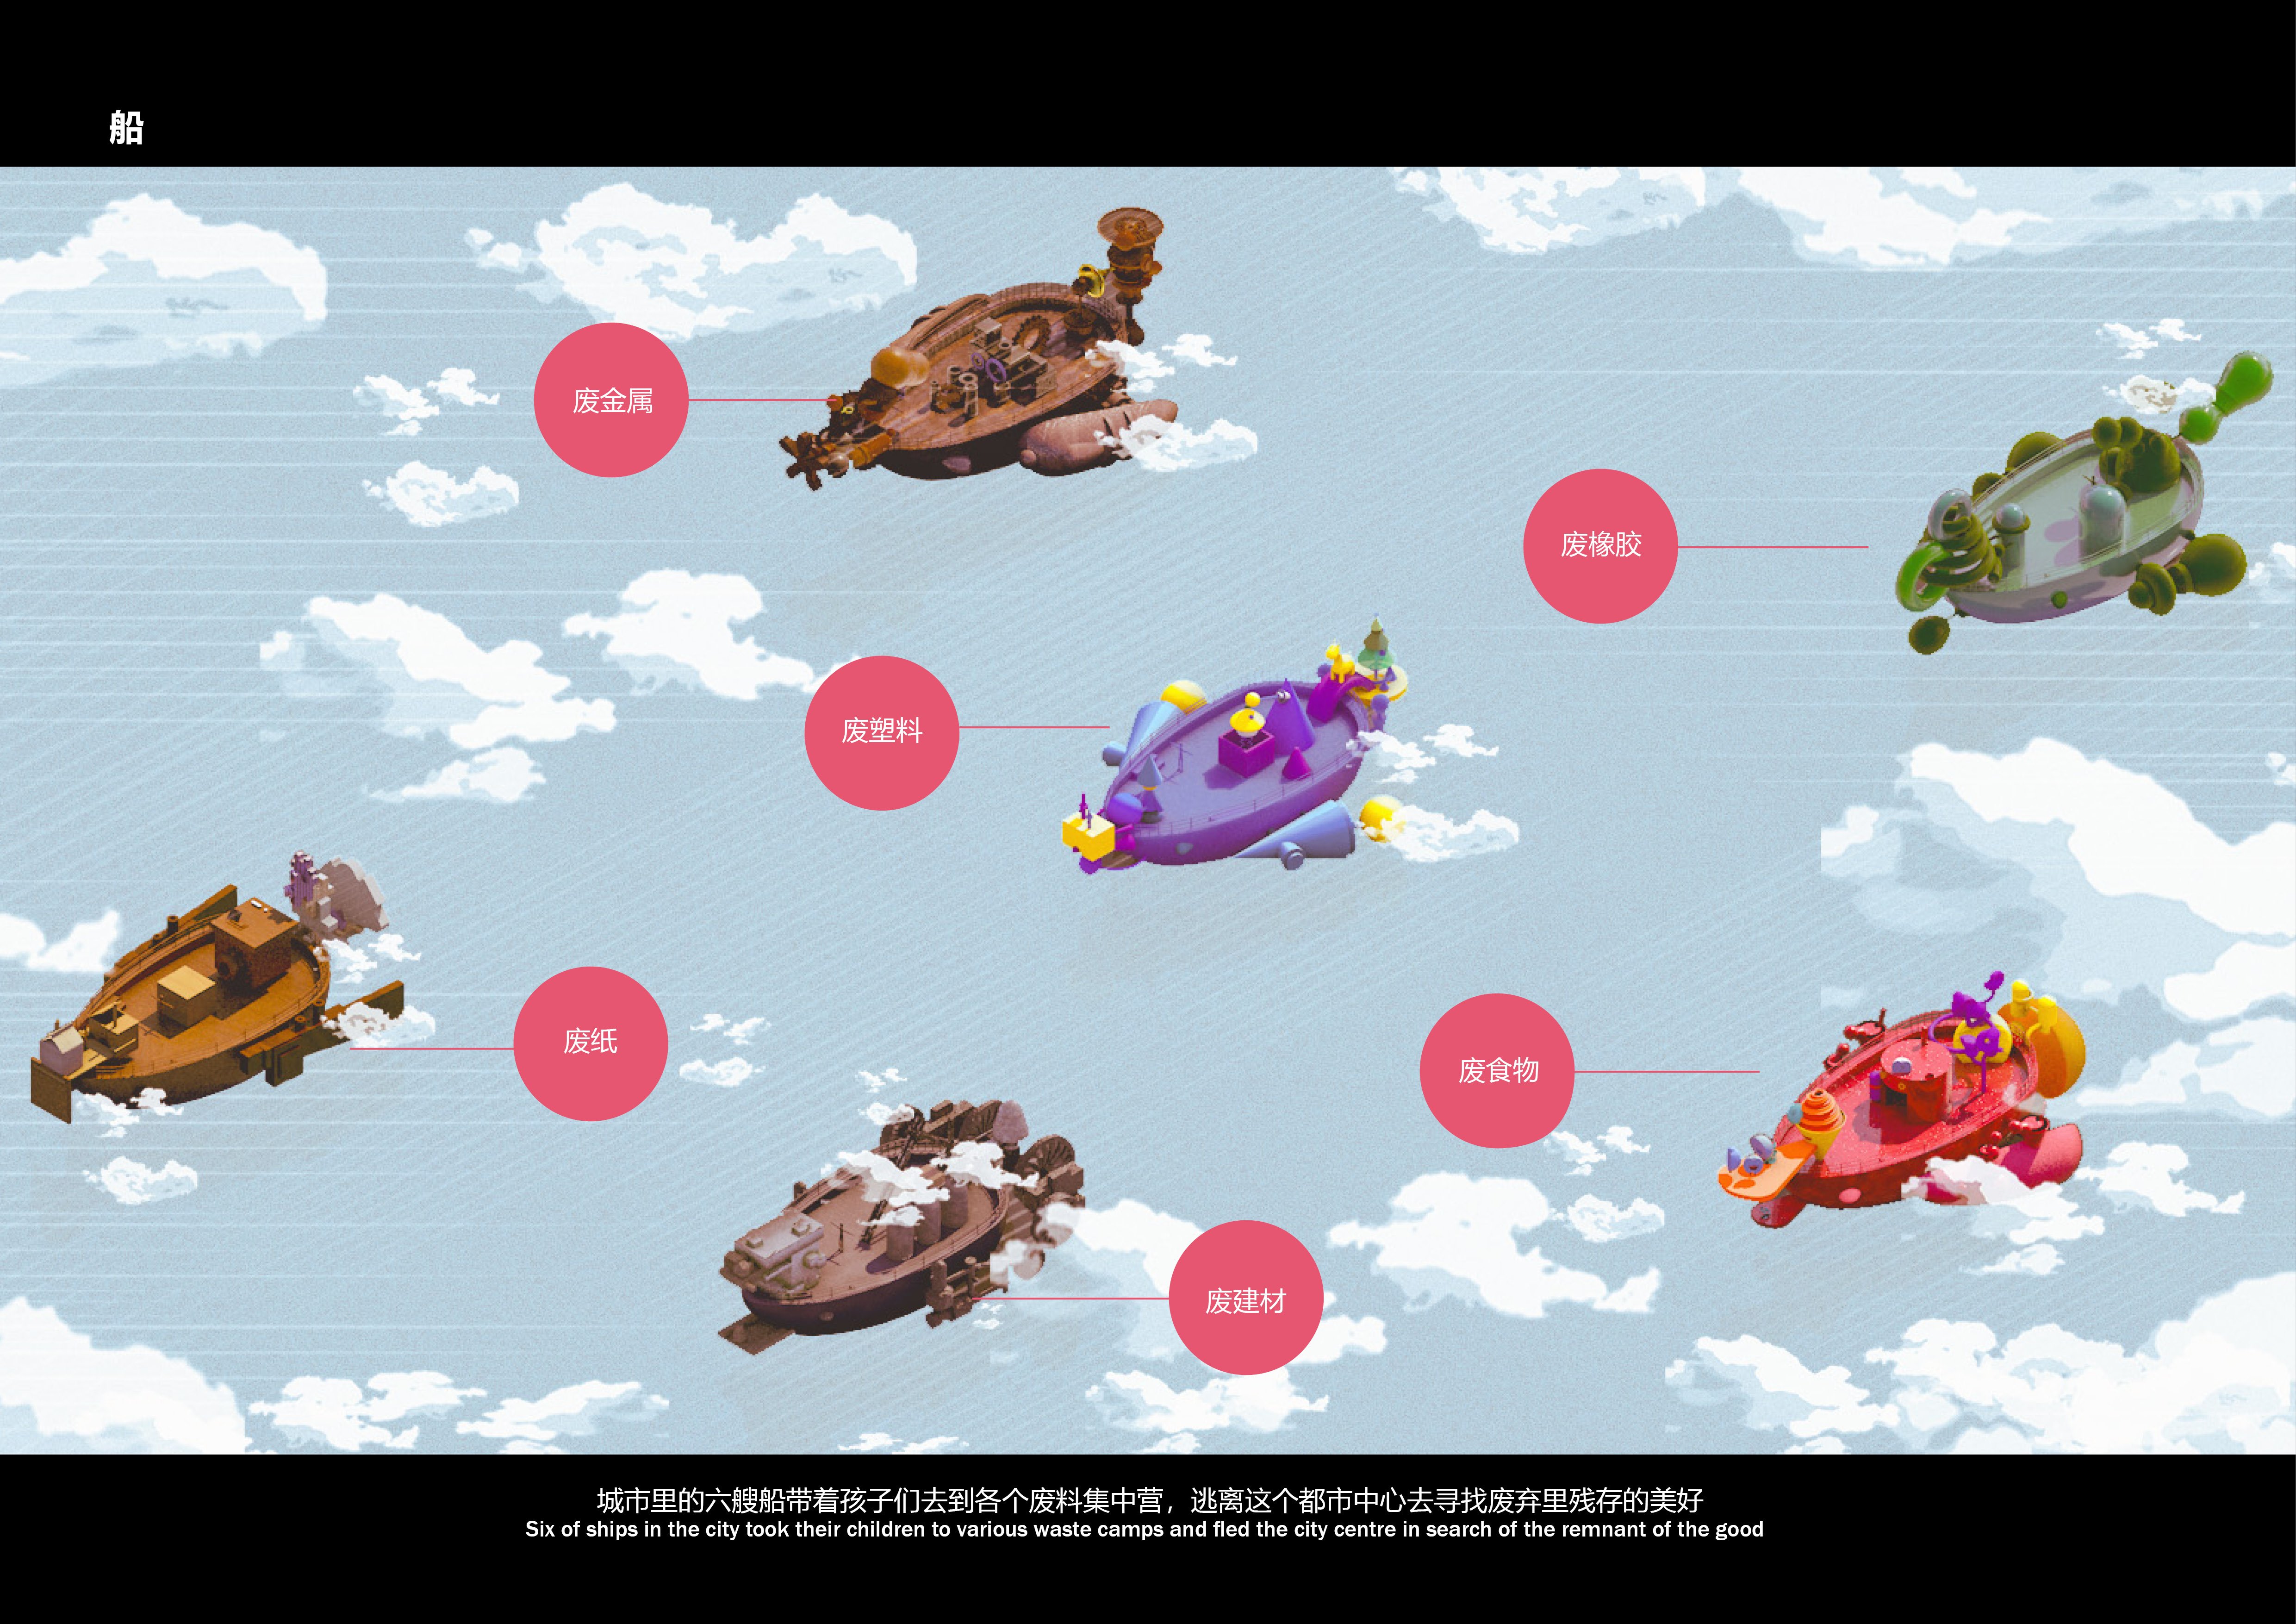 船
废金属
废橡胶
废塑料
废纸
废食物
废建材
城市里的六艘船带着孩子们去到各个废料集中营，逃离这个都市中心去寻找废弃里残存的美好
Six of ships in the city took their children to various waste camps and fled the city centre in search of the remnant of the good